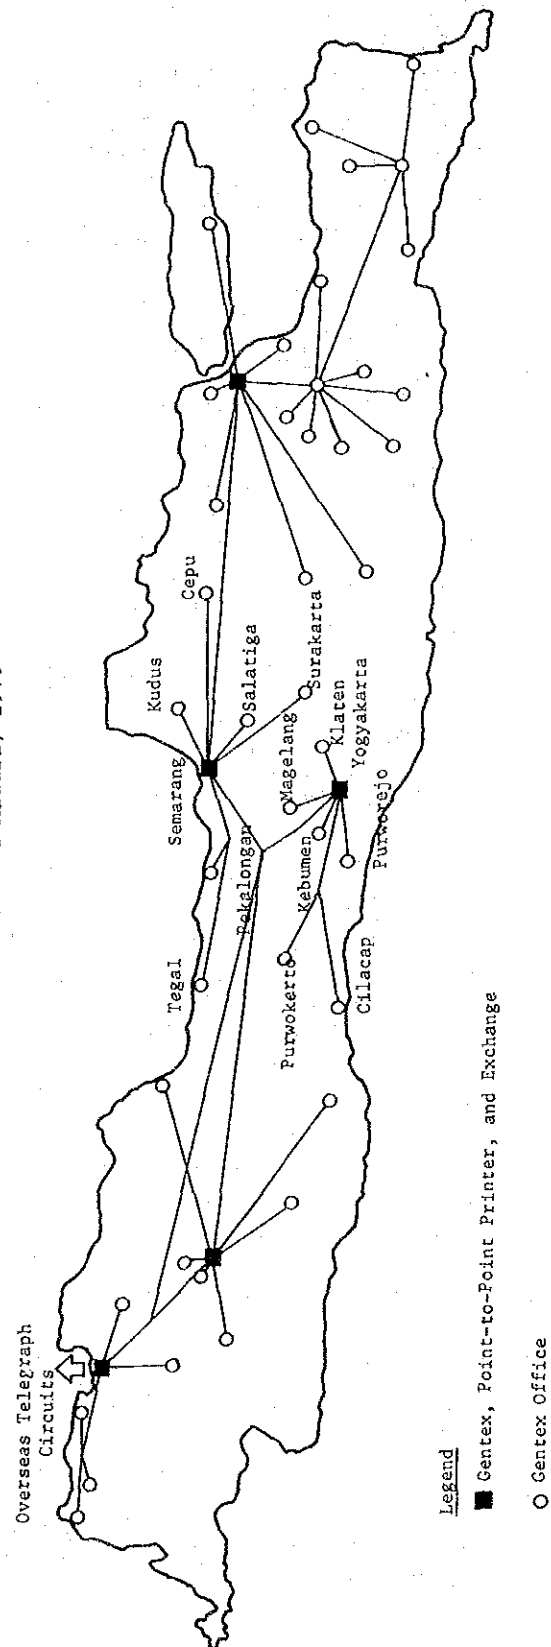 Overseas Telegraph
Circuits
Tegal
Semarang
Kudus
Cepu
Pekalongan
Salatiga
Surakarta
Magelang
Klaten
Yogyakarta
Kebumen
Purworejo
Purwokerto
Cilacap
Legend
Gentex, Point-to-Point Printer, and Exchange
Gentex Office